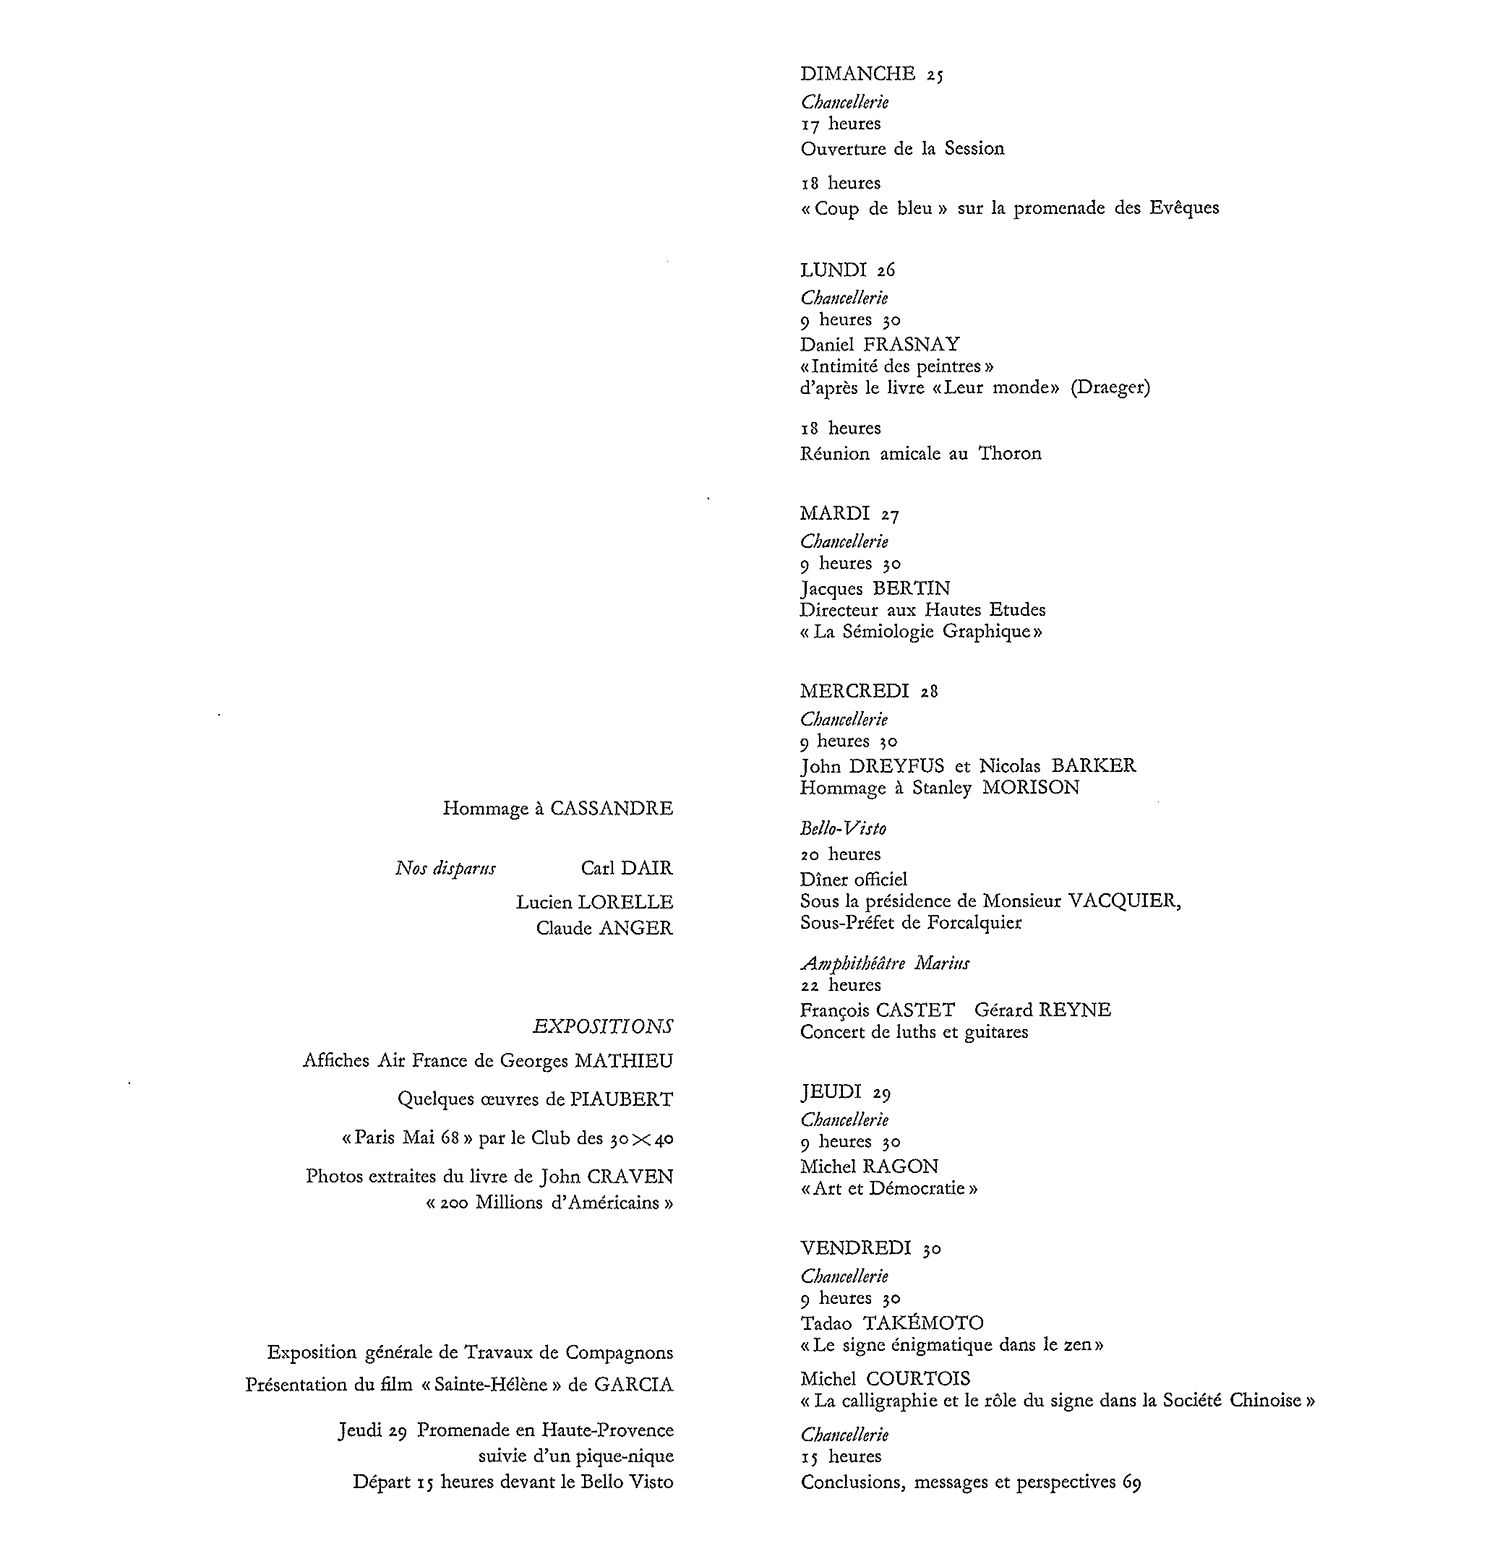 Hommage à CASSANDRE
Nos disparus Carl DAIR
Lucien LORELLE
Claude ANGER
EXPOSITIONS
Affiches Air France de Georges MATHIEU
Quelques œuvres de PIAUBERT
« Paris Mai 68 » par le Club des 30×40
Photos extraites du livre de John CRAVEN
« 200 Millions d'Américains »
Exposition générale de Travaux de Compagnons
Présentation du film « Sainte-Hélène » de GARCIA
Jeudi 29 Promenade en Haute-Provence
suivie d'un pique-nique
Départ 15 heures devant le Bello Visto
DIMANCHE 25
Chancellerie
17 heures
Ouverture de la Session
18 heures
« Coup de bleu » sur la promenade des Evêques
LUNDI 26
Chancellerie
9 heures 30
Daniel FRASNAY
« Intimité des peintres »
d'après le livre « Leur monde » (Draeger)
18 heures
Réunion amicale au Thoron
MARDI 27
Chancellerie
9 heures 30
Jacques BERTIN
Directeur aux Hautes Etudes
« La Sémiologie Graphique »
MERCREDI 28
Chancellerie
9 heures 30
John DREYFUS et Nicolas BARKER
Hommage à Stanley MORISON
Bello-Visto
20 heures
Dîner officiel
Sous la présidence de Monsieur VACQUIER,
Sous-Préfet de Forcalquier
Amphithéâtre Marius
22 heures
François CASTET Gérard REYNE
Concert de luths et guitares
JEUDI 29
Chancellerie
9 heures 30
Michel RAGON
« Art et Démocratie »
VENDREDI 30
Chancellerie
9 heures 30
Tadao TAKÉMOTO
« Le signe énigmatique dans le zen »
Michel COURTOIS
« La calligraphie et le rôle du signe dans la Société Chinoise »
Chancellerie
15 heures
Conclusions, messages et perspectives 69